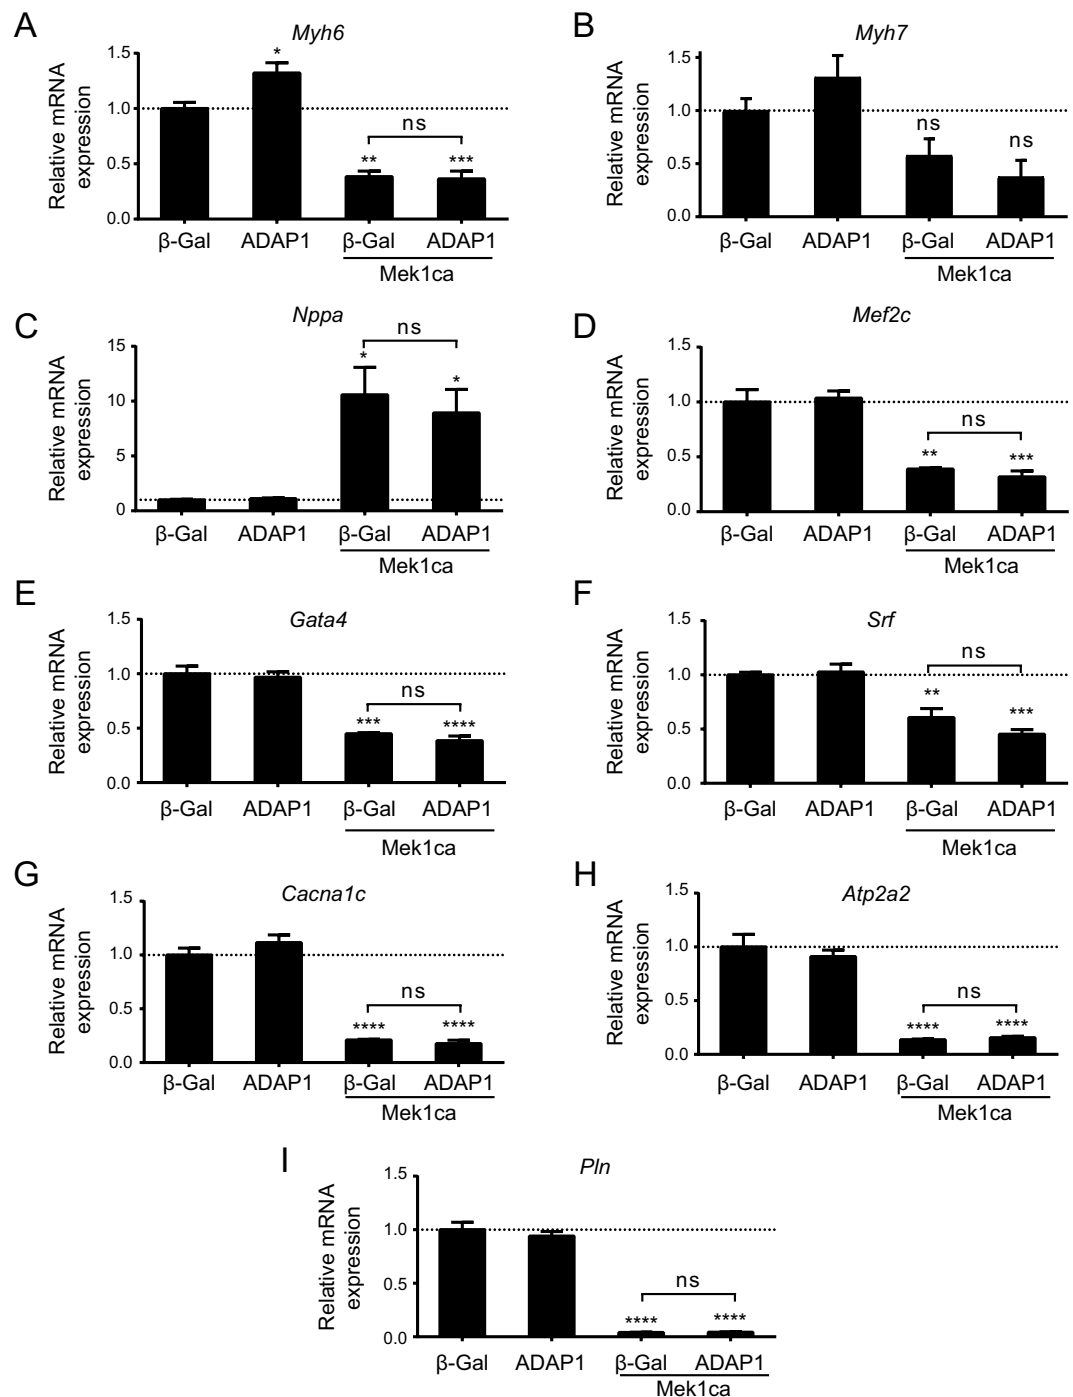 A
Myh6
Relative mRNA
expression
1.5
1.0
0.5
0.0
*
ns
**
***
β-Gal
ADAP1
β-Gal
ADAP1
Mek1ca
B
Myh7
Relative mRNA
expression
1.5
1.0
0.5
0.0
ns
ns
β-Gal
ADAP1
β-Gal
ADAP1
Mek1ca
C
Nppa
Relative mRNA
expression
15
10
5
0
ns
*
*
β-Gal
ADAP1
β-Gal
ADAP1
Mek1ca
D
Mef2c
Relative mRNA
expression
1.5
1.0
0.5
0.0
ns
**
***
β-Gal
ADAP1
β-Gal
ADAP1
Mek1ca
E
Gata4
Relative mRNA
expression
1.5
1.0
0.5
0.0
ns
***
****
β-Gal
ADAP1
β-Gal
ADAP1
Mek1ca
F
Srf
Relative mRNA
expression
1.5
1.0
0.5
0.0
ns
**
***
β-Gal
ADAP1
β-Gal
ADAP1
Mek1ca
G
Cacna1c
Relative mRNA
expression
1.5
1.0
0.5
0.0
ns
****
****
β-Gal
ADAP1
β-Gal
ADAP1
Mek1ca
H
Atp2a2
Relative mRNA
expression
1.5
1.0
0.5
0.0
ns
****
****
β-Gal
ADAP1
β-Gal
ADAP1
Mek1ca
I
Pln
Relative mRNA
expression
1.5
1.0
0.5
0.0
ns
****
****
β-Gal
ADAP1
β-Gal
ADAP1
Mek1ca